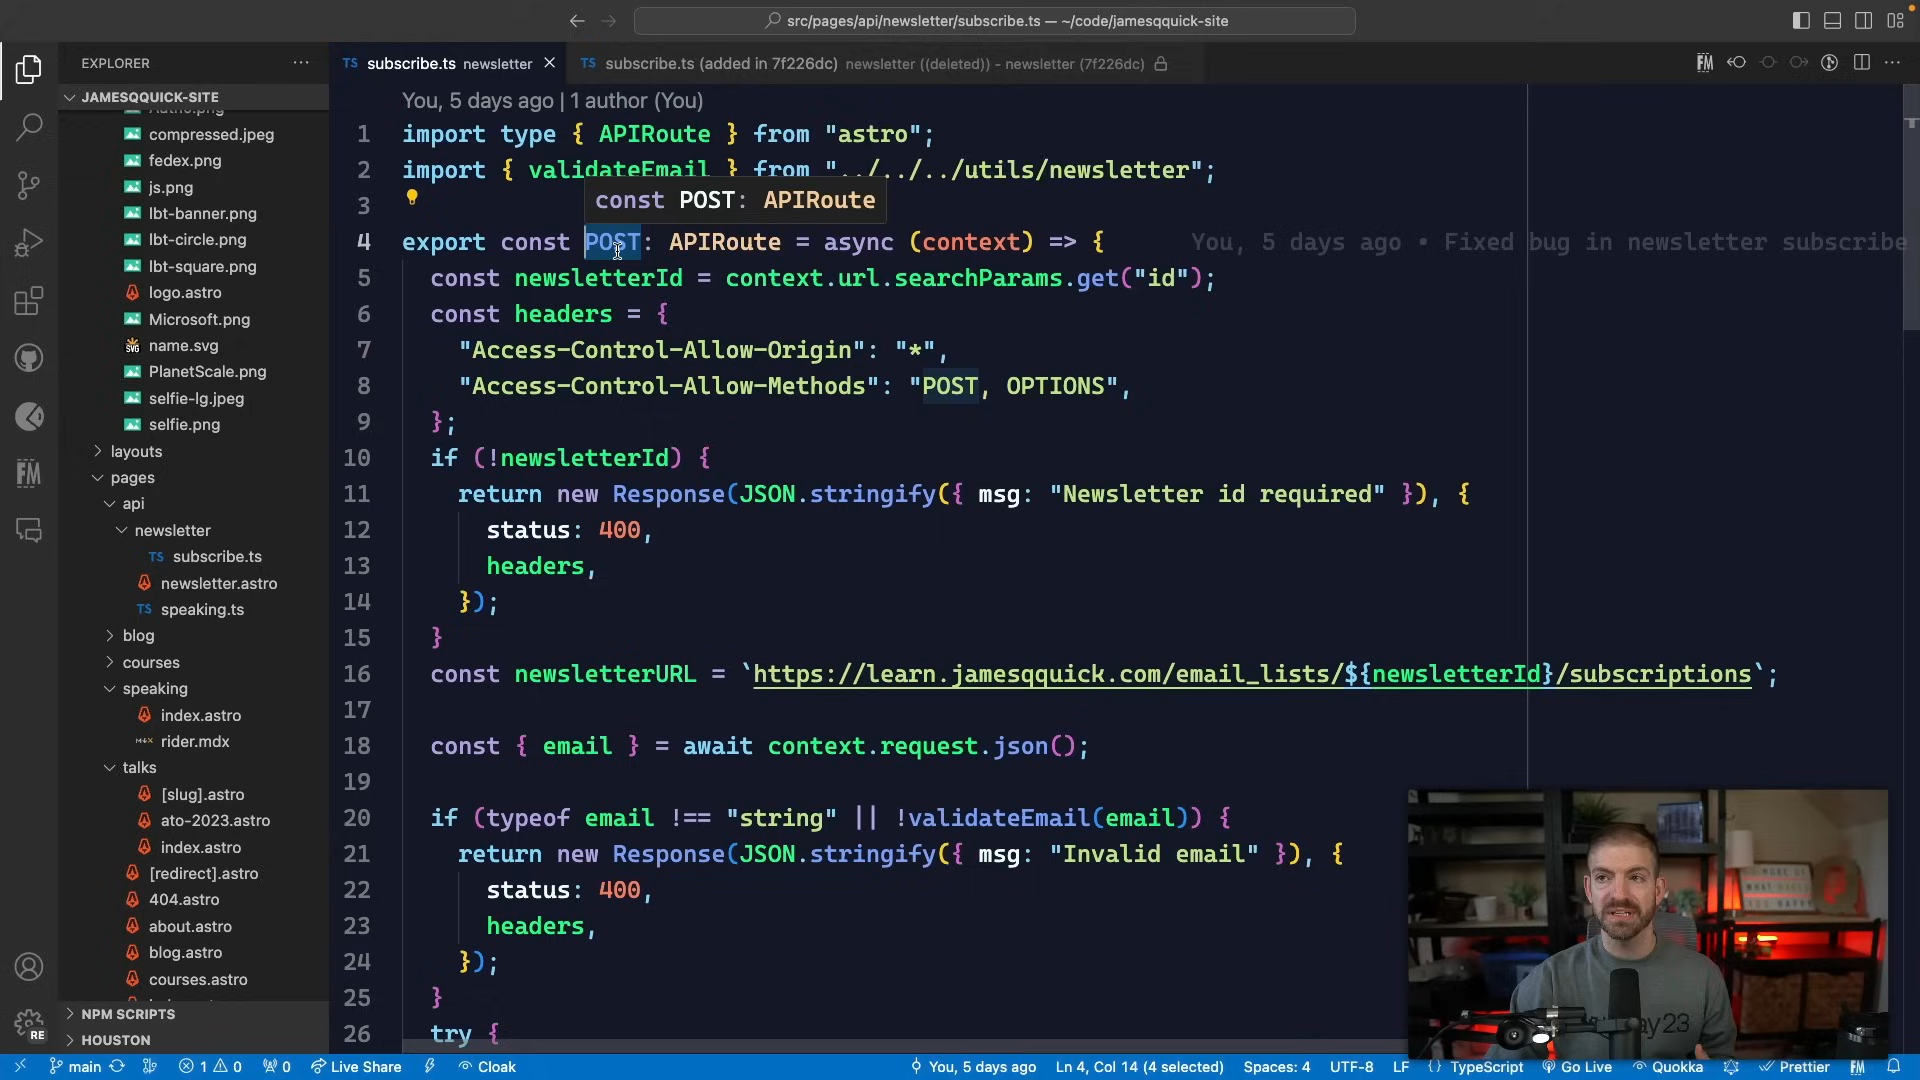 src/pages/api/newsletter/subscribe.ts — ~/code/jamesqquick-site
EXPLORER
TS subscribe.ts newsletter
TS subscribe.ts (added in 7f226dc) newsletter ((deleted)) - newsletter (7f226dc)
FM
JAMESQQUICK-SITE
compressed.jpeg
fedex.png
js.png
lbt-banner.png
lbt-circle.png
lbt-square.png
logo.astro
Microsoft.png
name.svg
PlanetScale.png
selfie-lg.jpeg
selfie.png
layouts
pages
api
newsletter
TS subscribe.ts
newsletter.astro
TS speaking.ts
blog
courses
speaking
index.astro
rider.mdx
talks
[slug].astro
ato-2023.astro
index.astro
[redirect].astro
404.astro
about.astro
blog.astro
courses.astro
NPM SCRIPTS
HOUSTON
FM
RE
You, 5 days ago | 1 author (You)
1 import type { APIRoute } from "astro";
2 import { validateEmail } from "../../../utils/newsletter";
3
const POST: APIRoute
4 export const POST: APIRoute = async (context) => { You, 5 days ago • Fixed bug in newsletter subscribe
5 const newsletterId = context.url.searchParams.get("id");
6 const headers = {
7 "Access-Control-Allow-Origin": "*",
8 "Access-Control-Allow-Methods": "POST, OPTIONS",
9 };
10 if (!newsletterId) {
11 return new Response(JSON.stringify({ msg: "Newsletter id required" }), {
12 status: 400,
13 headers,
14 });
15 }
16 const newsletterURL = `https://learn.jamesqquick.com/email_lists/${newsletterId}/subscriptions`;
17
18 const { email } = await context.request.json();
19
20 if (typeof email !== "string" || !validateEmail(email)) {
21 return new Response(JSON.stringify({ msg: "Invalid email" }), {
22 status: 400,
23 headers,
24 });
25 }
26 try {
main 1 0 0 Live Share Cloak You, 5 days ago Ln 4, Col 14 (4 selected) Spaces: 4 UTF-8 LF {} TypeScript Go Live Quokka Prettier FM